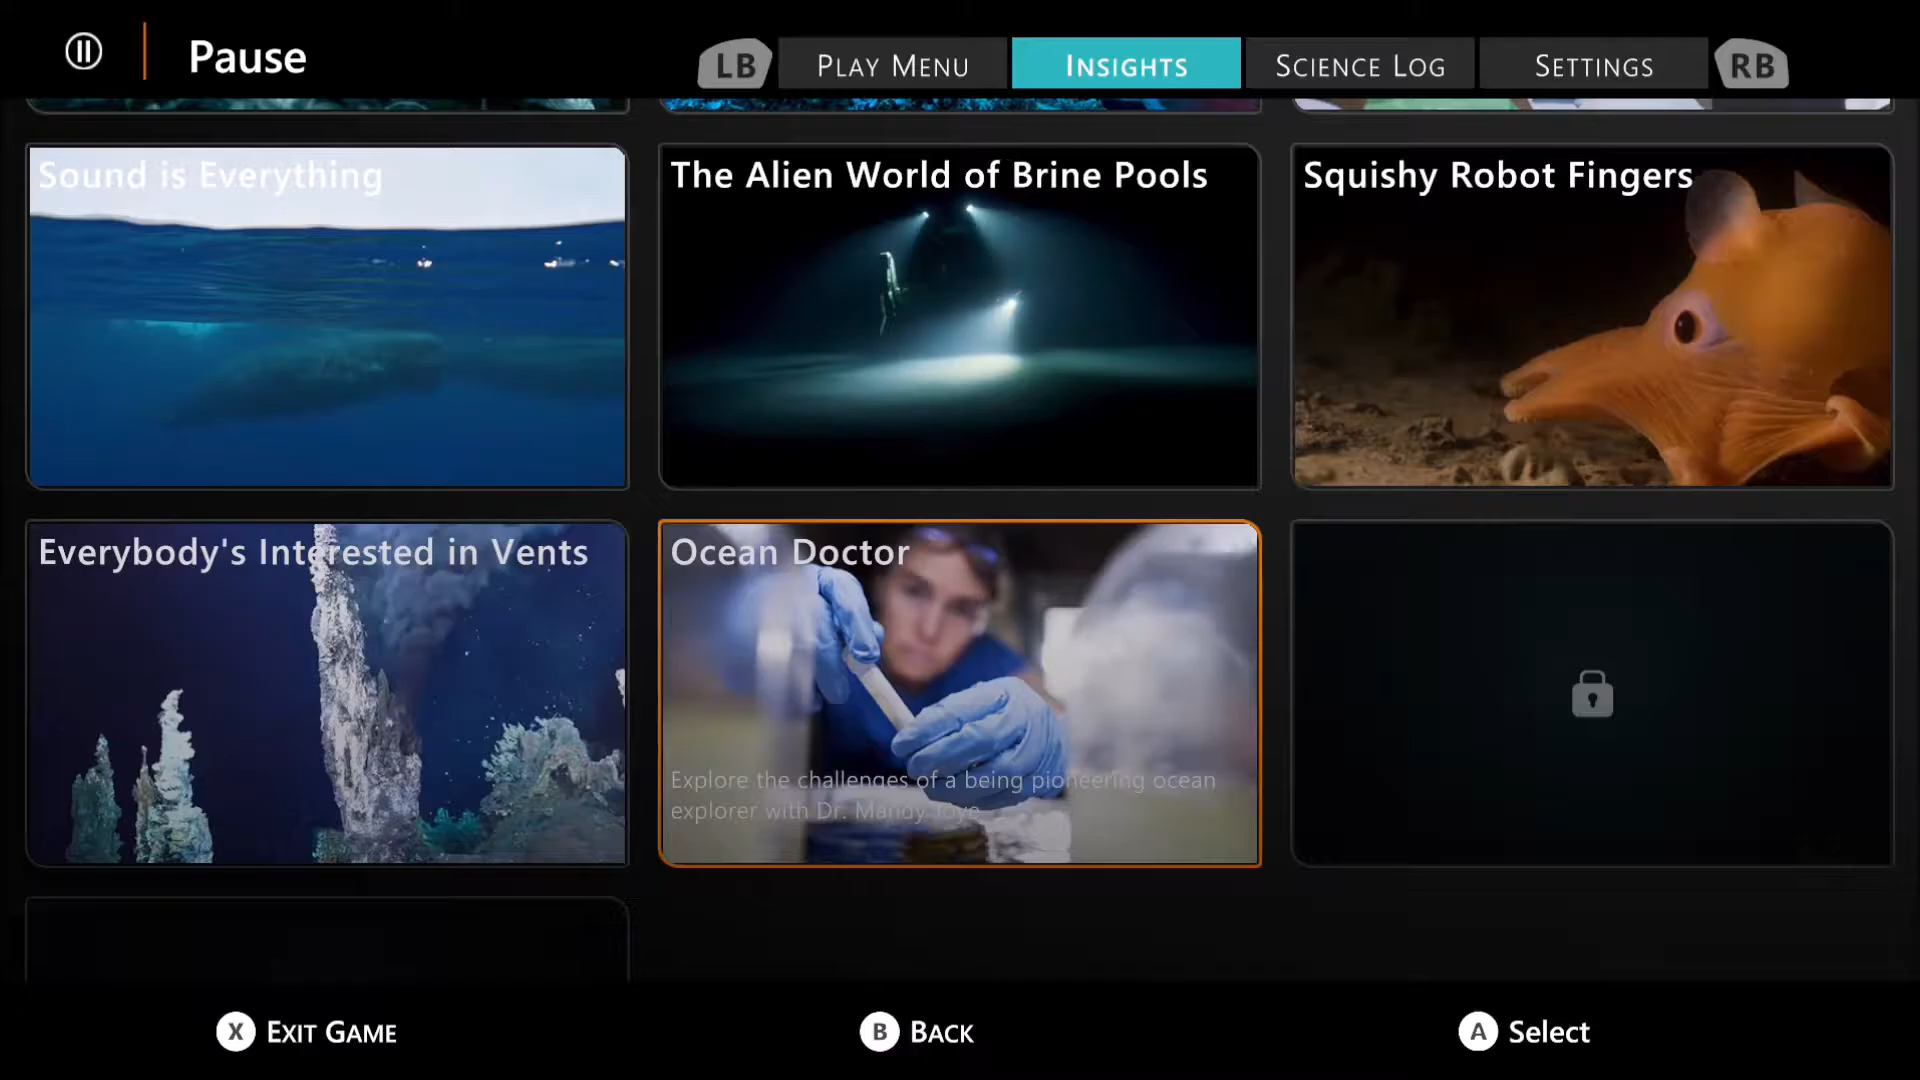 Pause
LB
PLAY MENU
INSIGHTS
SCIENCE LOG
SETTINGS
RB
Sound is Everything
The Alien World of Brine Pools
Squishy Robot Fingers
Everybody's Interested in Vents
Ocean Doctor
Explore the challenges of a being pioneering ocean
explorer with Dr. Mandy Joye
X EXIT GAME
B BACK
A Select